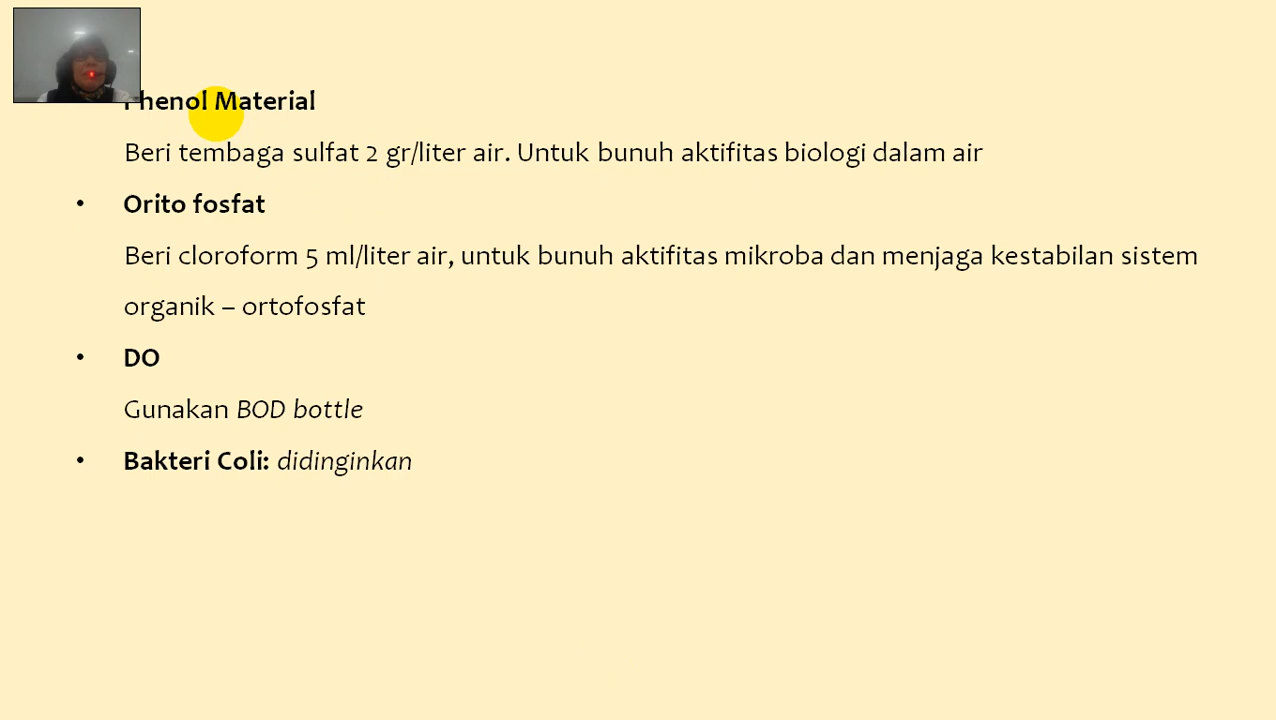 Phenol Material
Beri tembaga sulfat 2 gr/liter air. Untuk bunuh aktifitas biologi dalam air
• Orito fosfat
Beri cloroform 5 ml/liter air, untuk bunuh aktifitas mikroba dan menjaga kestabilan sistem
organik – ortofosfat
• DO
Gunakan BOD bottle
• Bakteri Coli: didinginkan